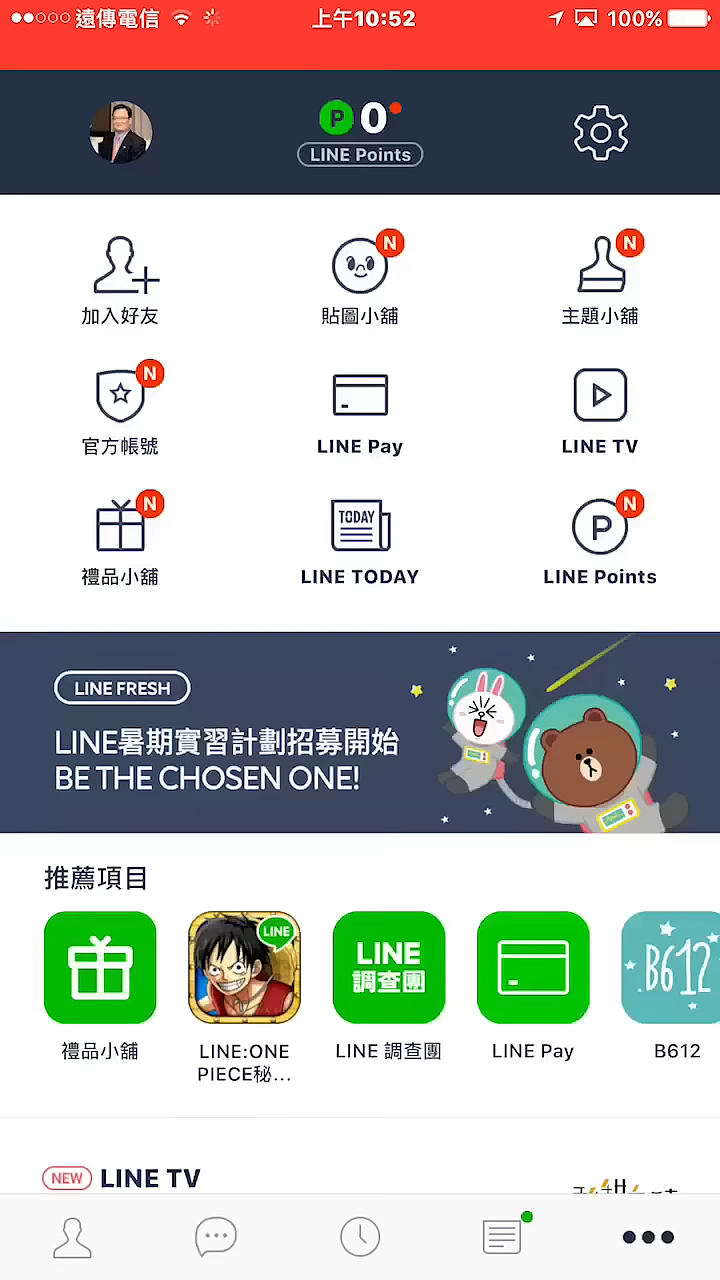 遠傳電信
上午10:52
100%
P 0
LINE Points
N
N
加入好友
貼圖小舖
主題小舖
N
官方帳號
LINE Pay
LINE TV
N
TODAY
N
P
禮品小舖
LINE TODAY
LINE Points
LINE FRESH
LINE暑期實習計劃招募開始
BE THE CHOSEN ONE!
推薦項目
LINE
LINE
調查團
B612
禮品小舖
LINE:ONE
PIECE秘...
LINE 調查團
LINE Pay
B612
NEW LINE TV